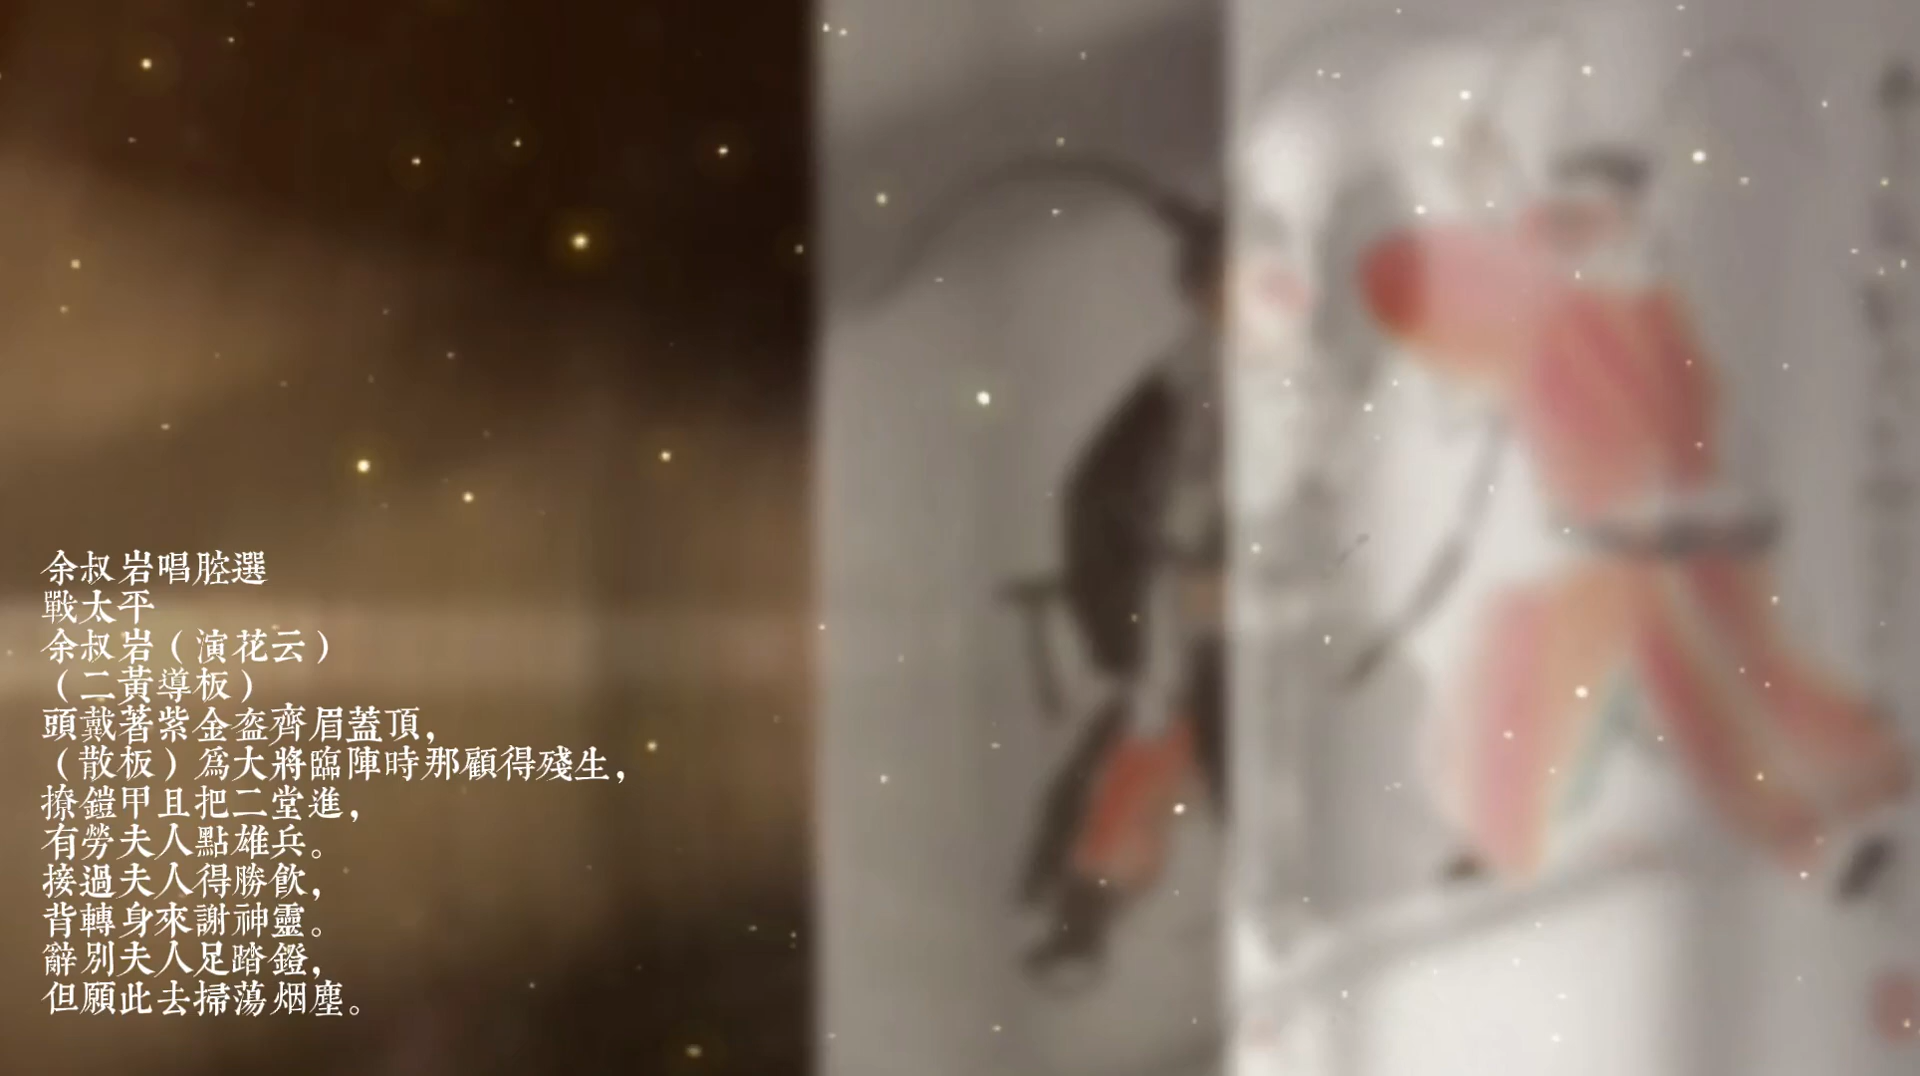 余叔岩唱腔選
戰太平
余叔岩（演花云）
（二黃導板）
頭戴著紫金盔齊眉蓋頂，
（散板）為大將臨陣時那顧得殘生，
撩鎧甲且把二堂進，
有勞夫人點雄兵。
接過夫人得勝飲，
背轉身來謝神靈。
辭別夫人足踏鐙，
但願此去掃蕩烟塵。